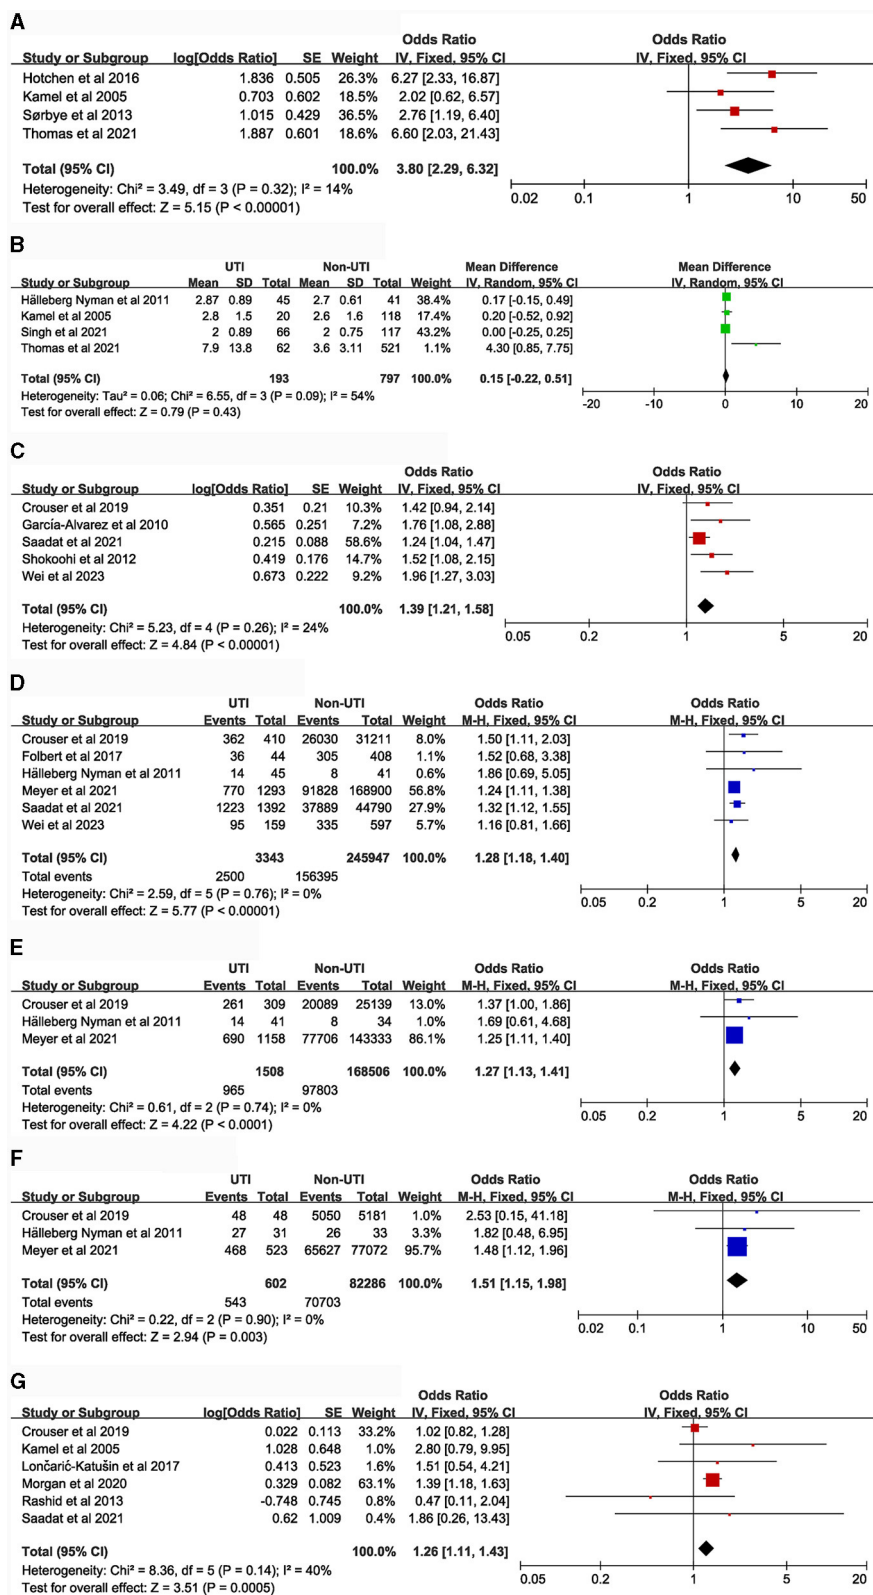 A
Odds Ratio Odds Ratio
Study or Subgroup log[Odds Ratio] SE Weight IV, Fixed, 95% CI IV, Fixed, 95% CI
Hotchen et al 2016 1.836 0.505 26.3% 6.27 [2.33, 16.87]
Kamel et al 2005 0.703 0.602 18.5% 2.02 [0.62, 6.57]
Sørbye et al 2013 1.015 0.429 36.5% 2.76 [1.19, 6.40]
Thomas et al 2021 1.887 0.601 18.6% 6.60 [2.03, 21.43]
Total (95% CI) 100.0% 3.80 [2.29, 6.32]
Heterogeneity: Chi² = 3.49, df = 3 (P = 0.32); I² = 14%
Test for overall effect: Z = 5.15 (P < 0.00001)
0.02 0.1 1 10 50
B
UTI Non-UTI Mean Difference Mean Difference
Study or Subgroup Mean SD Total Mean SD Total Weight IV, Random, 95% CI IV, Random, 95% CI
Hälleberg Nyman et al 2011 2.87 0.89 45 2.7 0.61 41 38.4% 0.17 [-0.15, 0.49]
Kamel et al 2005 2.8 1.5 20 2.6 1.6 118 17.4% 0.20 [-0.52, 0.92]
Singh et al 2021 2 0.89 66 2 0.75 117 43.2% 0.00 [-0.25, 0.25]
Thomas et al 2021 7.9 13.8 62 3.6 3.11 521 1.1% 4.30 [0.85, 7.75]
Total (95% CI) 193 797 100.0% 0.15 [-0.22, 0.51]
Heterogeneity: Tau² = 0.06; Chi² = 6.55, df = 3 (P = 0.09); I² = 54%
Test for overall effect: Z = 0.79 (P = 0.43)
-20 -10 0 10 20
C
Odds Ratio Odds Ratio
Study or Subgroup log[Odds Ratio] SE Weight IV, Fixed, 95% CI IV, Fixed, 95% CI
Crouser et al 2019 0.351 0.21 10.3% 1.42 [0.94, 2.14]
García-Alvarez et al 2010 0.565 0.251 7.2% 1.76 [1.08, 2.88]
Saadat et al 2021 0.215 0.088 58.6% 1.24 [1.04, 1.47]
Shokoohi et al 2012 0.419 0.176 14.7% 1.52 [1.08, 2.15]
Wei et al 2023 0.673 0.222 9.2% 1.96 [1.27, 3.03]
Total (95% CI) 100.0% 1.39 [1.21, 1.58]
Heterogeneity: Chi² = 5.23, df = 4 (P = 0.26); I² = 24%
Test for overall effect: Z = 4.84 (P < 0.00001)
0.05 0.2 1 5 20
D
UTI Non-UTI Odds Ratio Odds Ratio
Study or Subgroup Events Total Events Total Weight M-H, Fixed, 95% CI M-H, Fixed, 95% CI
Crouser et al 2019 362 410 26030 31211 8.0% 1.50 [1.11, 2.03]
Folbert et al 2017 36 44 305 408 1.1% 1.52 [0.68, 3.38]
Hälleberg Nyman et al 2011 14 45 8 41 0.6% 1.86 [0.69, 5.05]
Meyer et al 2021 770 1293 91828 168900 56.8% 1.24 [1.11, 1.38]
Saadat et al 2021 1223 1392 37889 44790 27.9% 1.32 [1.12, 1.55]
Wei et al 2023 95 159 335 597 5.7% 1.16 [0.81, 1.66]
Total (95% CI) 3343 245947 100.0% 1.28 [1.18, 1.40]
Total events 2500 156395
Heterogeneity: Chi² = 2.59, df = 5 (P = 0.76); I² = 0%
Test for overall effect: Z = 5.77 (P < 0.00001)
0.05 0.2 1 5 20
E
UTI Non-UTI Odds Ratio Odds Ratio
Study or Subgroup Events Total Events Total Weight M-H, Fixed, 95% CI M-H, Fixed, 95% CI
Crouser et al 2019 261 309 20089 25139 13.0% 1.37 [1.00, 1.86]
Hälleberg Nyman et al 2011 14 41 8 34 1.0% 1.69 [0.61, 4.68]
Meyer et al 2021 690 1158 77706 143333 86.1% 1.25 [1.11, 1.40]
Total (95% CI) 1508 168506 100.0% 1.27 [1.13, 1.41]
Total events 965 97803
Heterogeneity: Chi² = 0.61, df = 2 (P = 0.74); I² = 0%
Test for overall effect: Z = 4.22 (P < 0.0001)
0.05 0.2 1 5 20
F
UTI Non-UTI Odds Ratio Odds Ratio
Study or Subgroup Events Total Events Total Weight M-H, Fixed, 95% CI M-H, Fixed, 95% CI
Crouser et al 2019 48 48 5050 5181 1.0% 2.53 [0.15, 41.18]
Hälleberg Nyman et al 2011 27 31 26 33 3.3% 1.82 [0.48, 6.95]
Meyer et al 2021 468 523 65627 77072 95.7% 1.48 [1.12, 1.96]
Total (95% CI) 602 82286 100.0% 1.51 [1.15, 1.98]
Total events 543 70703
Heterogeneity: Chi² = 0.22, df = 2 (P = 0.90); I² = 0%
Test for overall effect: Z = 2.94 (P = 0.003)
0.02 0.1 1 10 50
G
Odds Ratio Odds Ratio
Study or Subgroup log[Odds Ratio] SE Weight IV, Fixed, 95% CI IV, Fixed, 95% CI
Crouser et al 2019 0.022 0.113 33.2% 1.02 [0.82, 1.28]
Kamel et al 2005 1.028 0.648 1.0% 2.80 [0.79, 9.95]
Lončarić-Katušin et al 2017 0.413 0.523 1.6% 1.51 [0.54, 4.21]
Morgan et al 2020 0.329 0.082 63.1% 1.39 [1.18, 1.63]
Rashid et al 2013 -0.748 0.745 0.8% 0.47 [0.11, 2.04]
Saadat et al 2021 0.62 1.009 0.4% 1.86 [0.26, 13.43]
Total (95% CI) 100.0% 1.26 [1.11, 1.43]
Heterogeneity: Chi² = 8.36, df = 5 (P = 0.14); I² = 40%
Test for overall effect: Z = 3.51 (P = 0.0005)
0.05 0.2 1 5 20